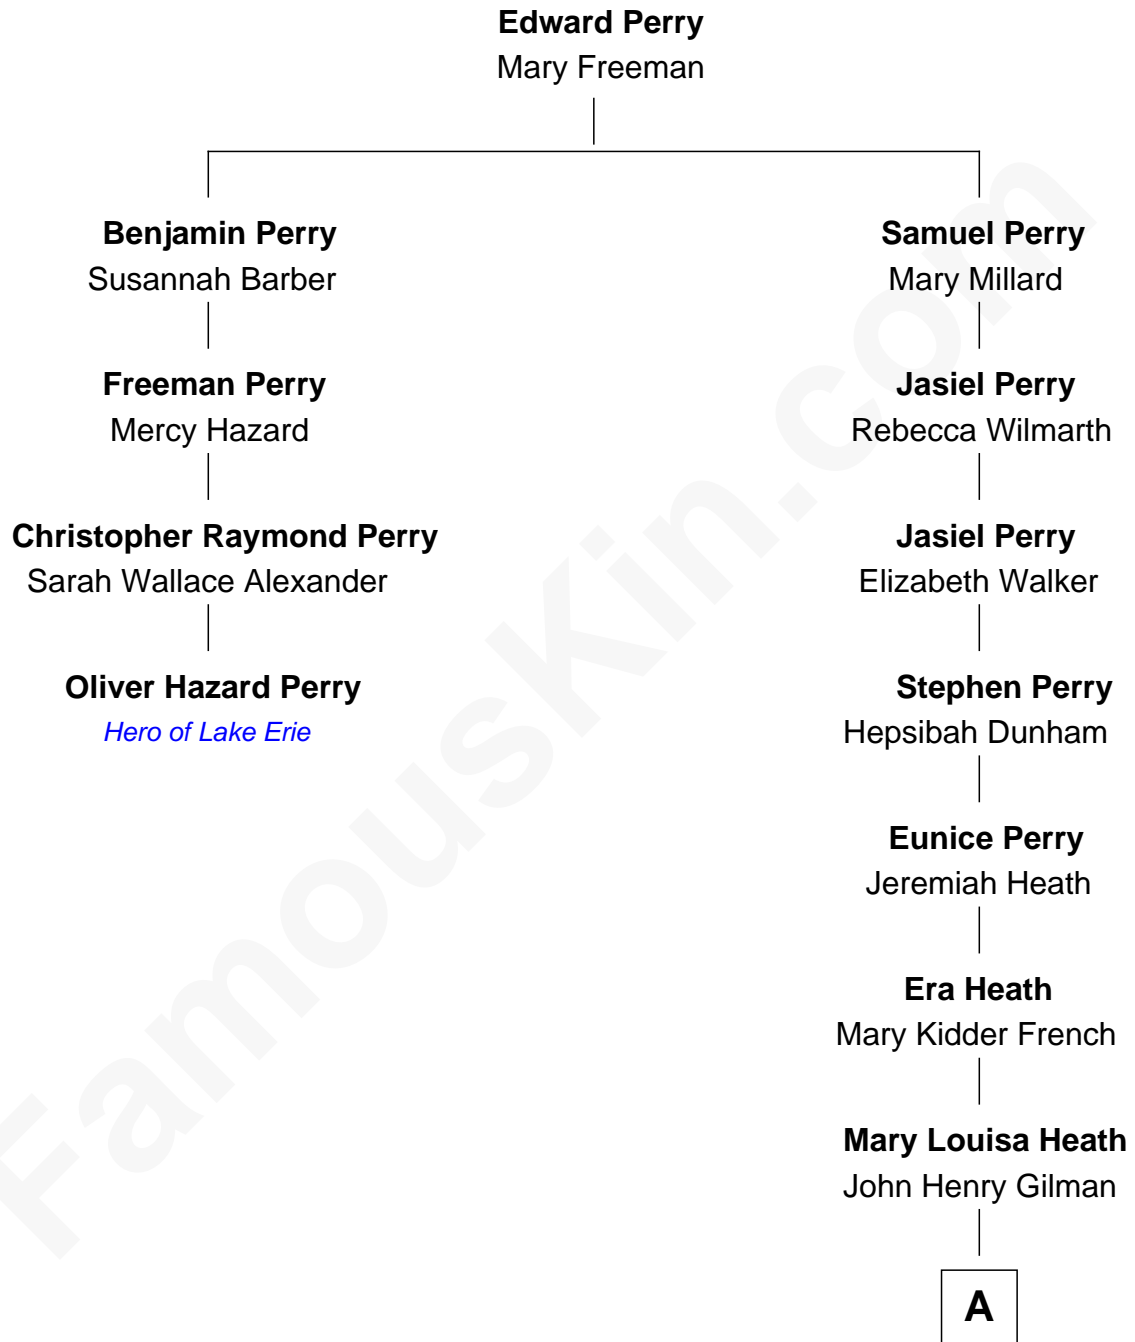 Edward Perry
Mary Freeman
Benjamin Perry
Susannah Barber
Freeman Perry
Mercy Hazard
Christopher Raymond Perry
Sarah Wallace Alexander
Oliver Hazard Perry
Hero of Lake Erie
Samuel Perry
Mary Millard
Jasiel Perry
Rebecca Wilmarth
Jasiel Perry
Elizabeth Walker
Stephen Perry
Hepsibah Dunham
Eunice Perry
Jeremiah Heath
Era Heath
Mary Kidder French
Mary Louisa Heath
John Henry Gilman
A
FamousKin.com